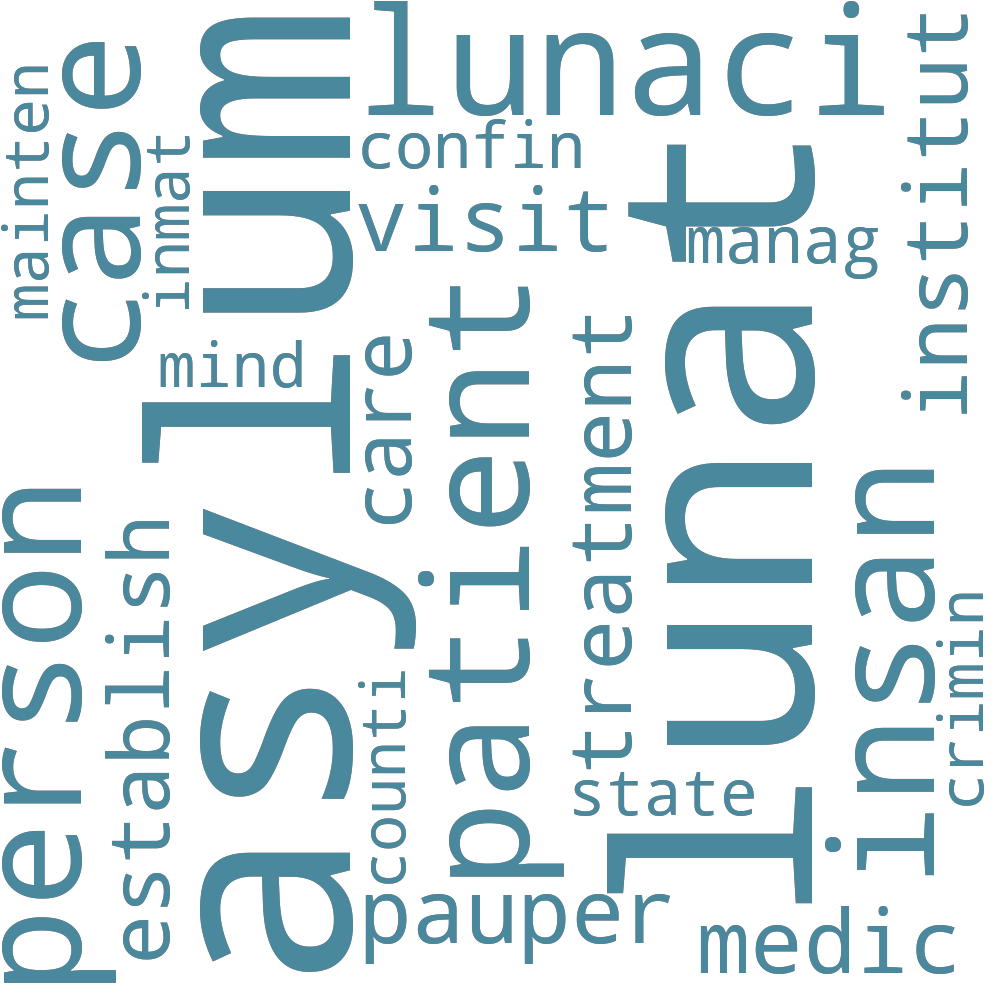 lunaci
asylum
lunat
case
mainten
inmat
confin
visit
manag
institut
mind
care
patient
treatment
insan
person
establish
counti
crimin
state
pauper
medic